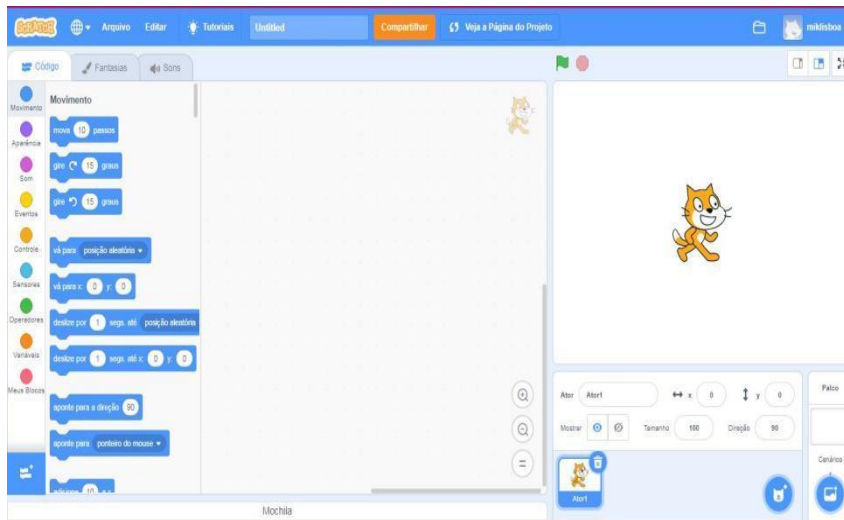 SCRATCH Arquivo Editar Tutoriais Untitled Compartilhar Veja a Página do Projeto miklisboa
Código Fantasias Sons
Movimento
Aparência
Som
Eventos
Controle
Sensores
Operadores
Variáveis
Meus Blocos
Movimento
mova 10 passos
gire 15 graus
gire 15 graus
vá para posição aleatória
vá para x: 0 y: 0
deslize por 1 segs. até posição aleatória
deslize por 1 segs. até x: 0 y: 0
aponte para a direção 90
aponte para ponteiro do mouse
10
Mochila
Ator Ator1 x 0 y 0
Mostrar Tamanho 100 Direção 90
Ator1
Palco
Cenários